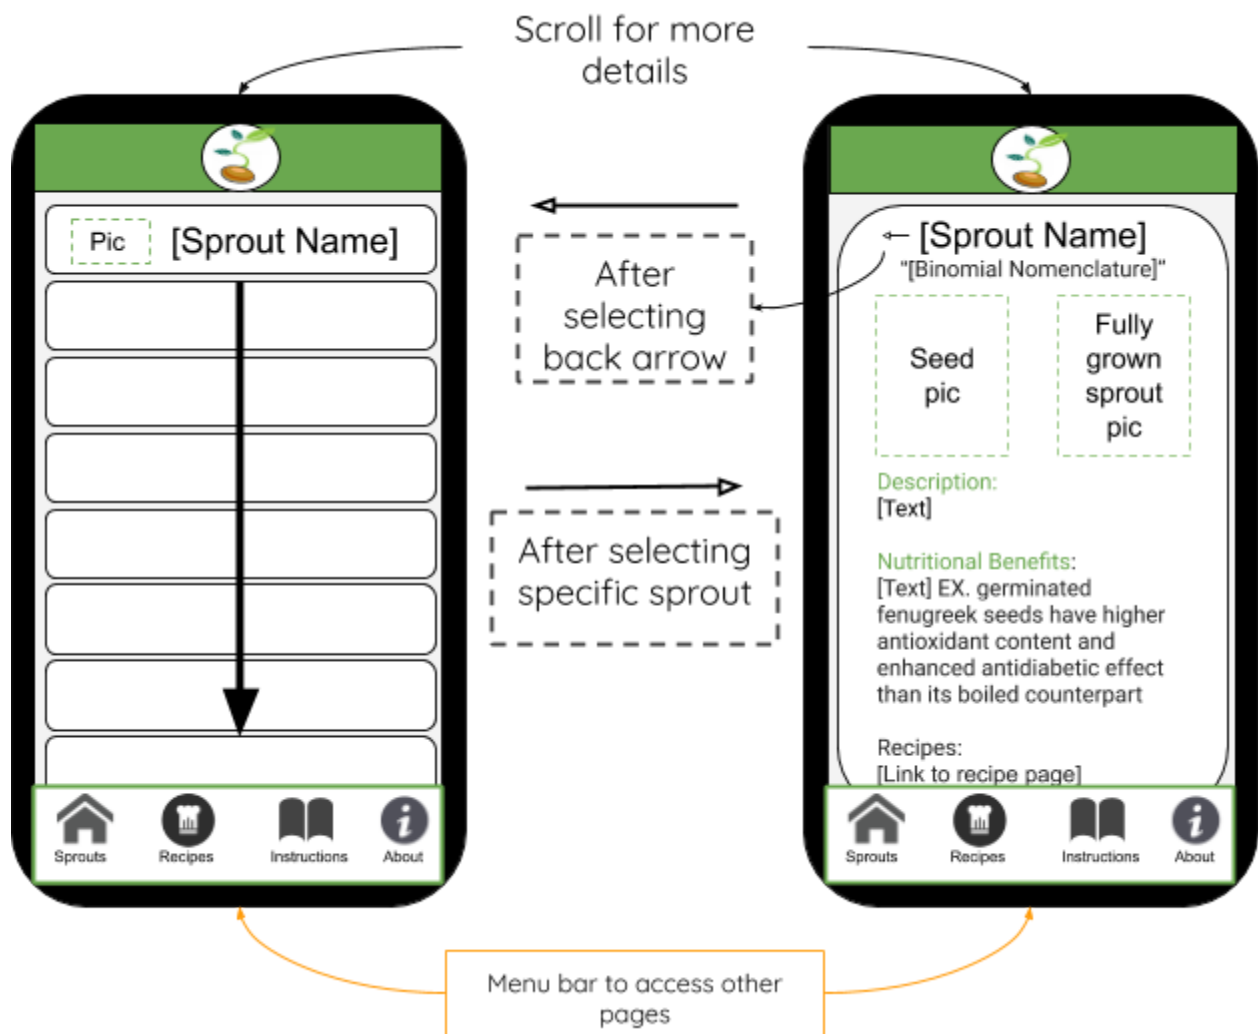 Scroll for more
details
Pic
[Sprout Name]
Sprouts
Recipes
Instructions
About
After
selecting
back arrow
After selecting
specific sprout
[Sprout Name]
"[Binomial Nomenclature]"
Seed
pic
Fully
grown
sprout
pic
Description:
[Text]
Nutritional Benefits:
[Text] EX. germinated
fenugreek seeds have higher
antioxidant content and
enhanced antidiabetic effect
than its boiled counterpart
Recipes:
[Link to recipe page]
Sprouts
Recipes
Instructions
About
Menu bar to access other
pages